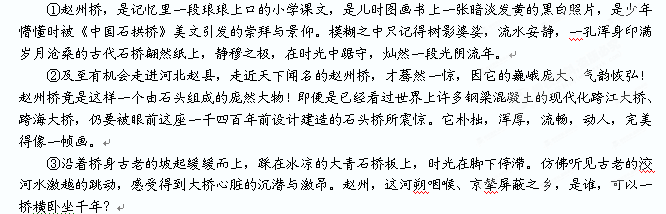 ①赵州桥，是记忆里一段琅琅上口的小学课文，是儿时图画书上一张暗淡发黄的黑白照片，是少年
懵懂时被《中国石拱桥》美文引发的崇拜与景仰。模糊之中只记得树影婆娑，流水安静，一孔浑身印满
岁月沧桑的古代石桥翩然纸上，静穆之极，在时光中踞守，灿然一段光阴流年。
②及至有机会走进河北赵县，走近天下闻名的赵州桥，才蓦然一惊，因它的巍峨庞大、气韵恢弘！
赵州桥竟是这样一个由石头组成的庞然大物！即便是已经看过世界上许多钢梁混凝土的现代化跨江大桥、
跨海大桥，仍要被眼前这座一千四百年前设计建造的石头桥所震惊。它朴拙，浑厚，流畅，动人，完美
得像一帧画。
③沿着桥身古老的坡起缓缓而上，踩在冰凉的大青石桥板上，时光在脚下停滞。仿佛听见古老的洨
河水激越的跳动，感受得到大桥心脏的沉潜与激昂。赵州，这河朔咽喉、京畿屏蔽之乡，是谁，可以一
桥横卧坐千年？